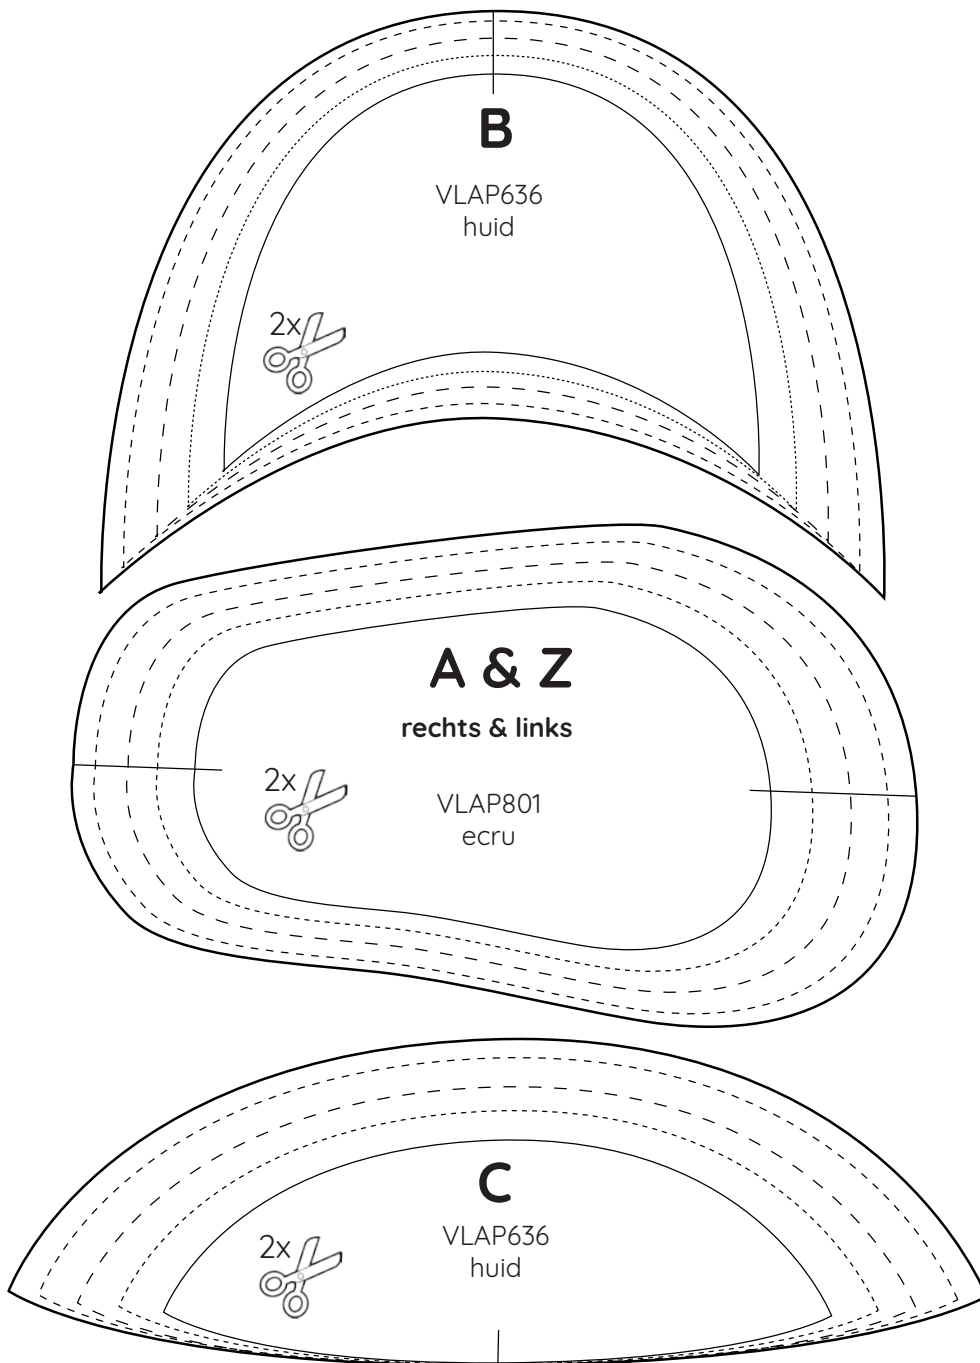 B
VLAP636
huid
2x
A & Z
rechts & links
2x
VLAP801
ecru
C
VLAP636
huid
2x